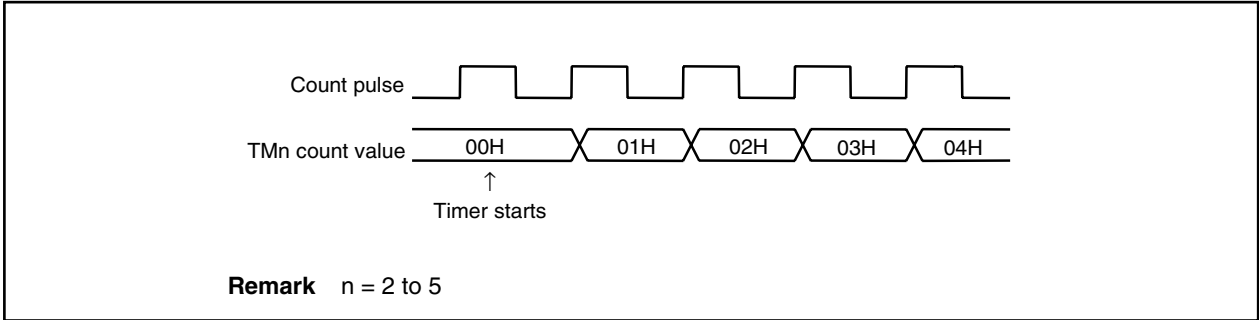 Count pulse
TMn count value 00H 01H 02H 03H 04H
↑
Timer starts
Remark n = 2 to 5